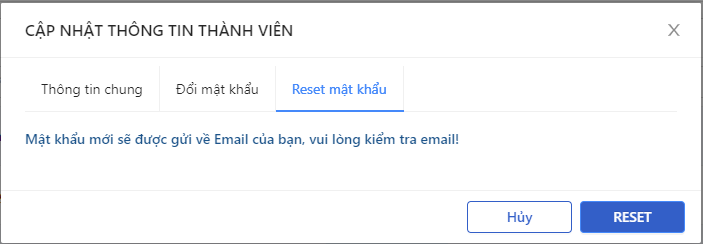 CẬP NHẬT THÔNG TIN THÀNH VIÊN
Thông tin chung Đổi mật khẩu Reset mật khẩu
Mật khẩu mới sẽ được gửi về Email của bạn, vui lòng kiểm tra email!
Hủy RESET